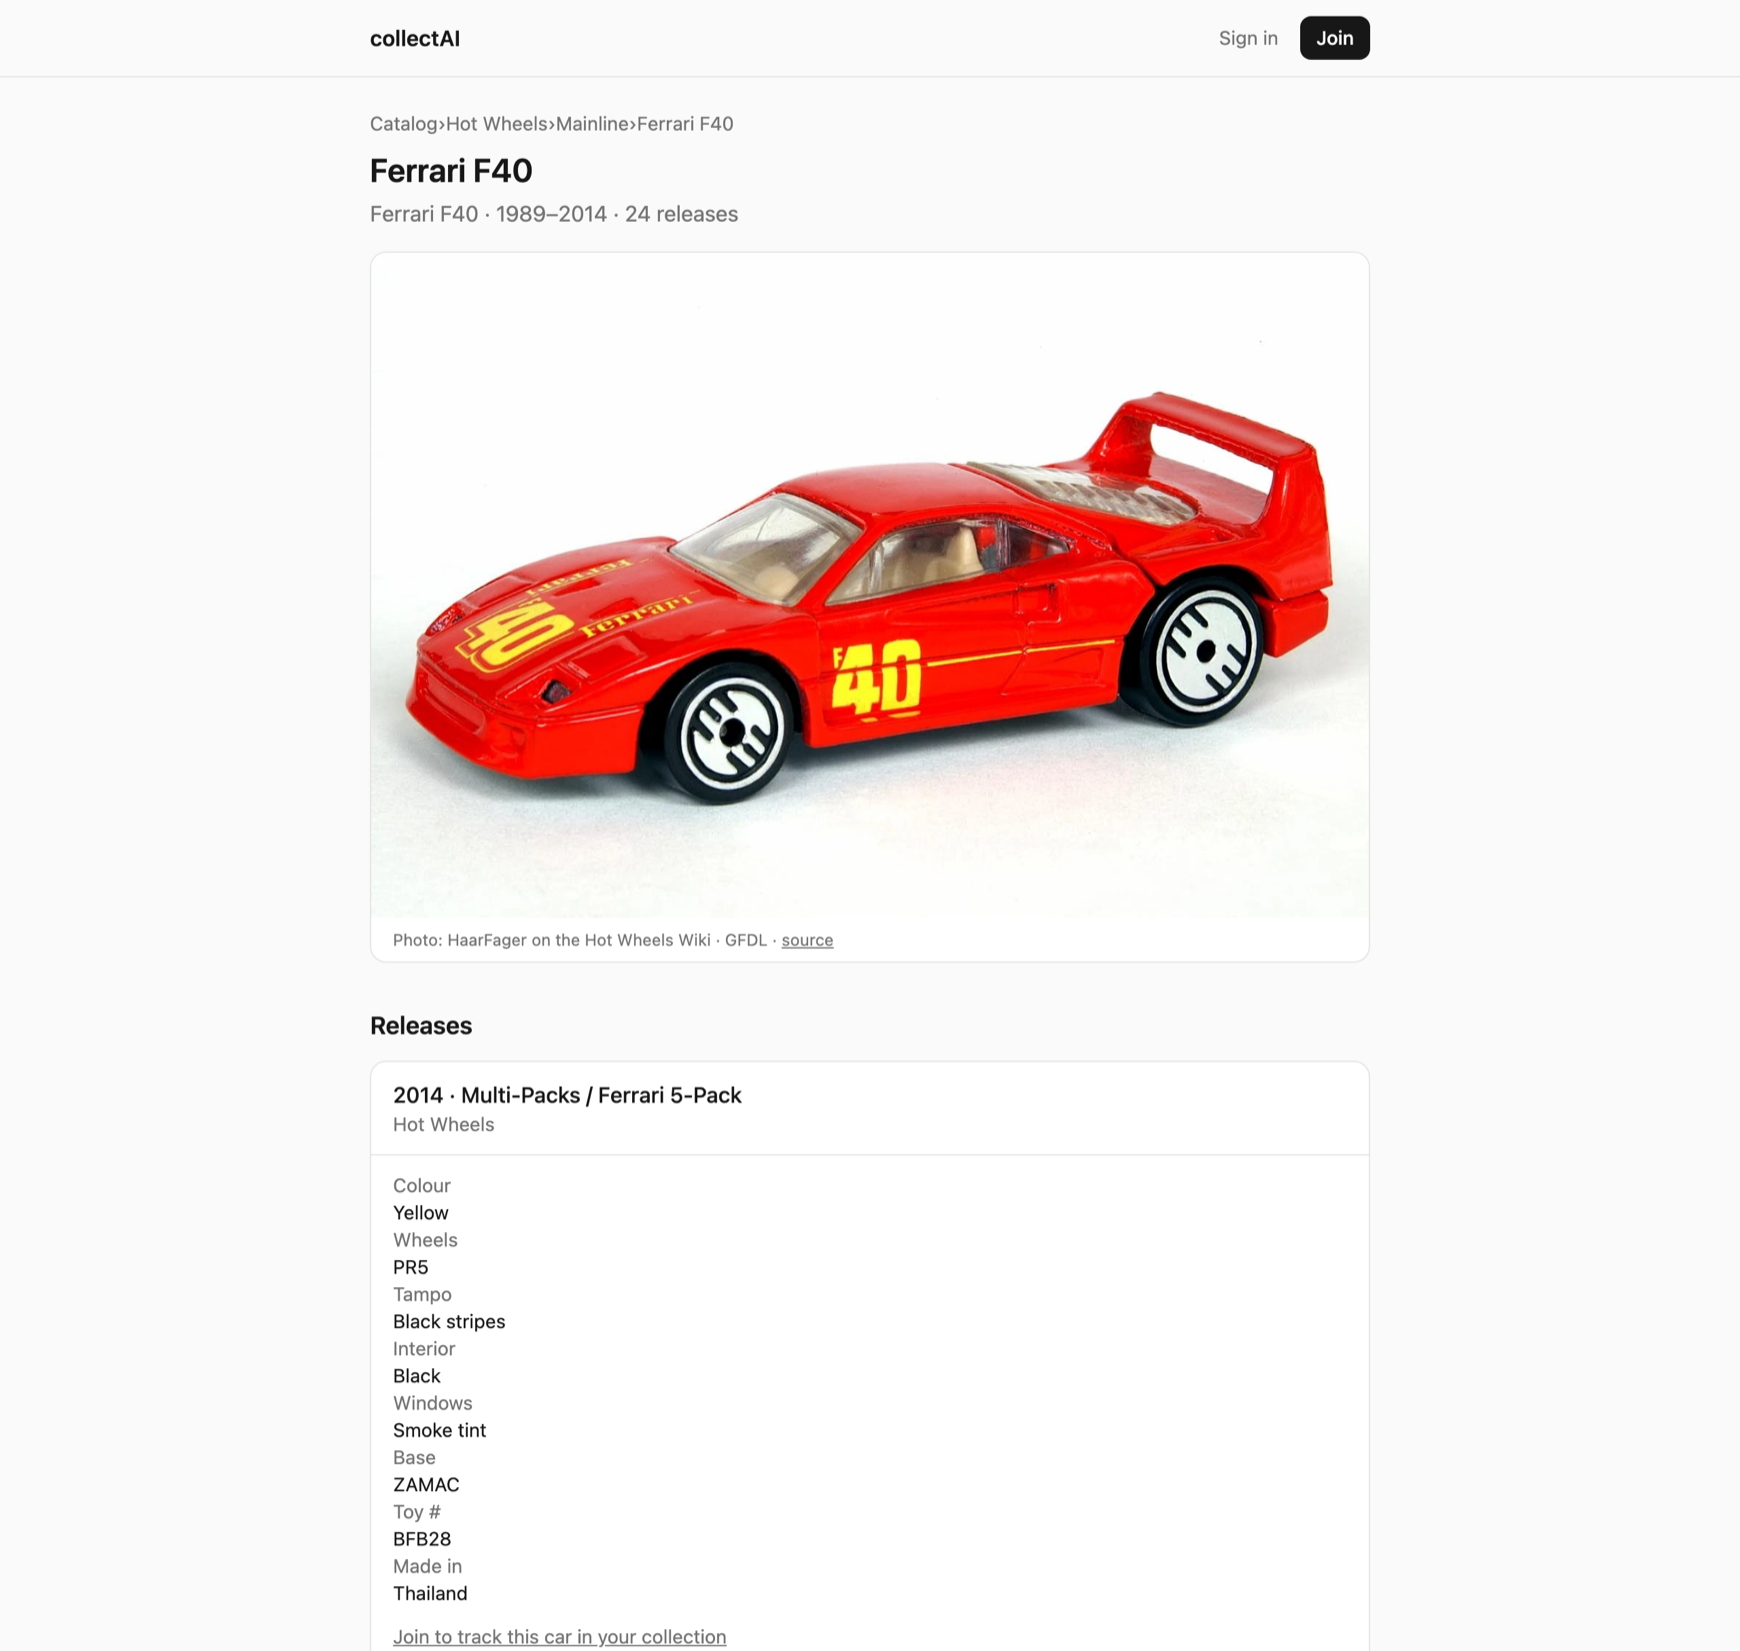 collectAI
Sign in
Join
Catalog›Hot Wheels›Mainline›Ferrari F40
Ferrari F40
Ferrari F40 · 1989–2014 · 24 releases
Ferrari
F40
Ferrari
F40
Photo: HaarFager on the Hot Wheels Wiki · GFDL · source
Releases
2014 · Multi-Packs / Ferrari 5-Pack
Hot Wheels
Colour
Yellow
Wheels
PR5
Tampo
Black stripes
Interior
Black
Windows
Smoke tint
Base
ZAMAC
Toy #
BFB28
Made in
Thailand
Join to track this car in your collection